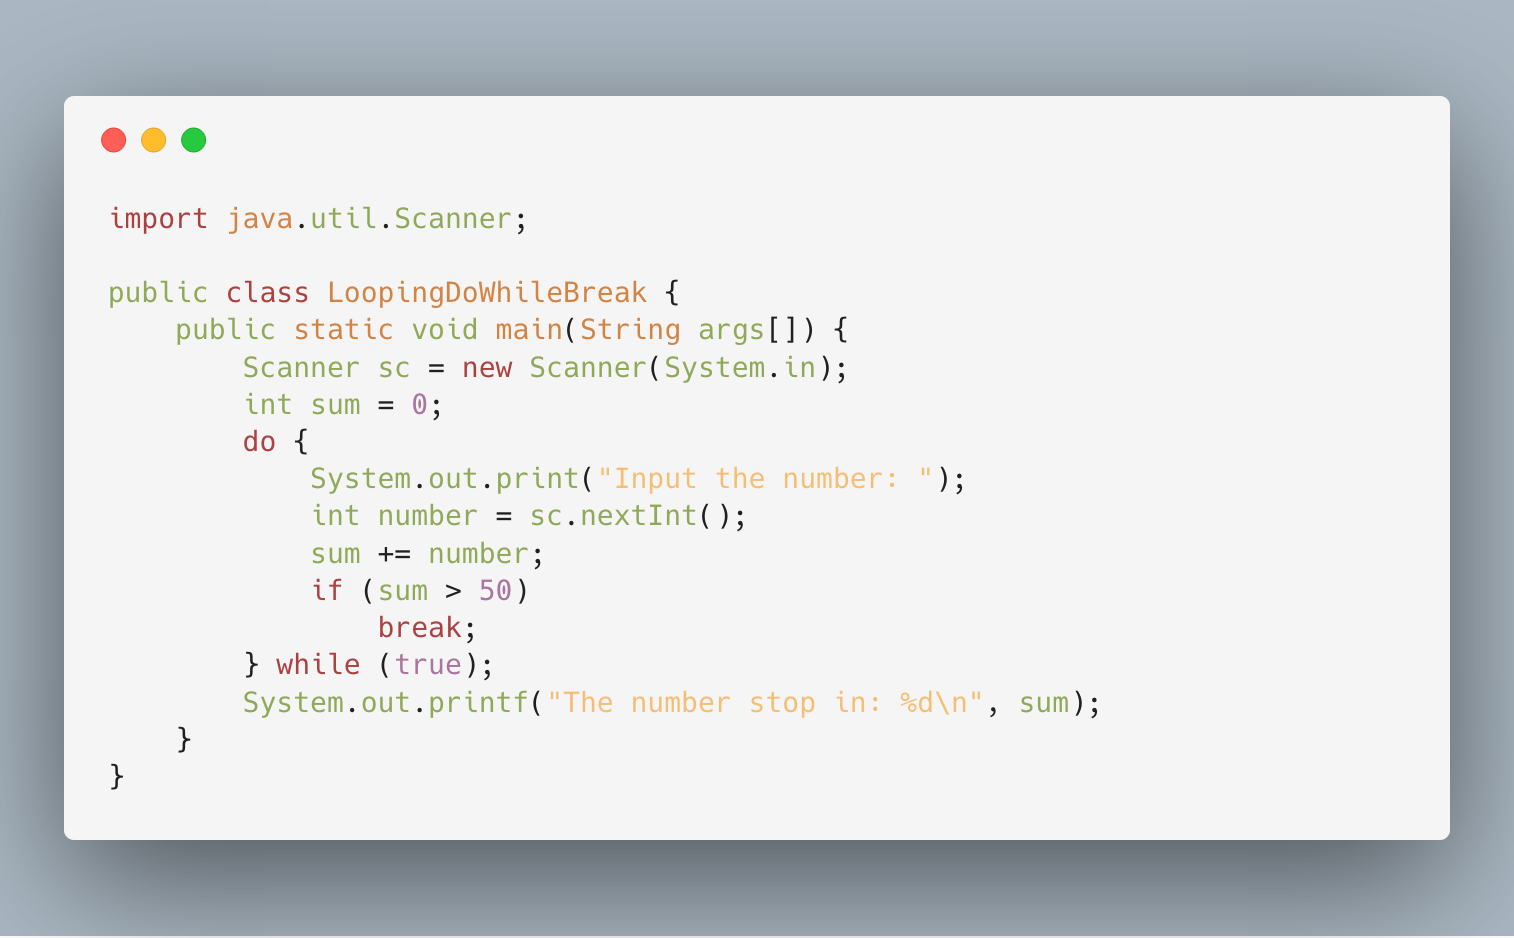 import java.util.Scanner;

public class LoopingDoWhileBreak {
    public static void main(String args[]) {
        Scanner sc = new Scanner(System.in);
        int sum = 0;
        do {
            System.out.print("Input the number: ");
            int number = sc.nextInt();
            sum += number;
            if (sum > 50)
                break;
        } while (true);
        System.out.printf("The number stop in: %d\n", sum);
    }
}